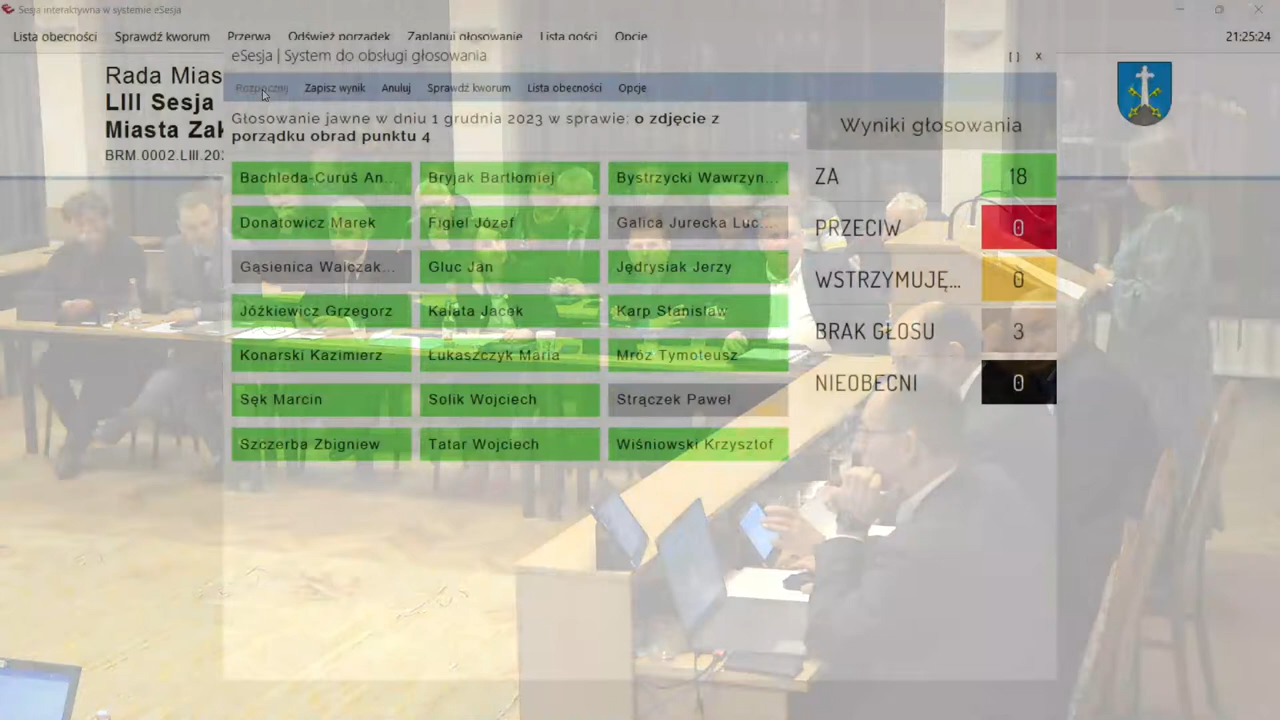 Sesja interaktywna w systemie eSesja
Lista obecności Sprawdź kworum Przerwa Odśwież porządek Zaplanuj głosowanie Lista gości Opcje 21:25:24
Rada Mias
LIII Sesja
Miasta Zak
BRM.0002.LIII.202
eSesja | System do obsługi głosowania [ ] x
Rozpocznij Zapisz wynik Anuluj Sprawdź kworum Lista obecności Opcje
Głosowanie jawne w dniu 1 grudnia 2023 w sprawie: o zdjęcie z
porządku obrad punktu 4
Bachleda-Curuś An... Bryjak Bartłomiej Bystrzycki Wawrzyn...
Donatowicz Marek Figiel Józef Galica Jurecka Luc...
Gąsienica Walczak... Gluc Jan Jędrysiak Jerzy
Jóźkiewicz Grzegorz Kalata Jacek Karp Stanisław
Konarski Kazimierz Łukaszczyk Maria Mróz Tymoteusz
Sęk Marcin Solik Wojciech Strączek Paweł
Szczerba Zbigniew Tatar Wojciech Wiśniowski Krzysztof
Wyniki głosowania
ZA 18
PRZECIW 0
WSTRZYMUJĘ... 0
BRAK GŁOSU 3
NIEOBECNI 0